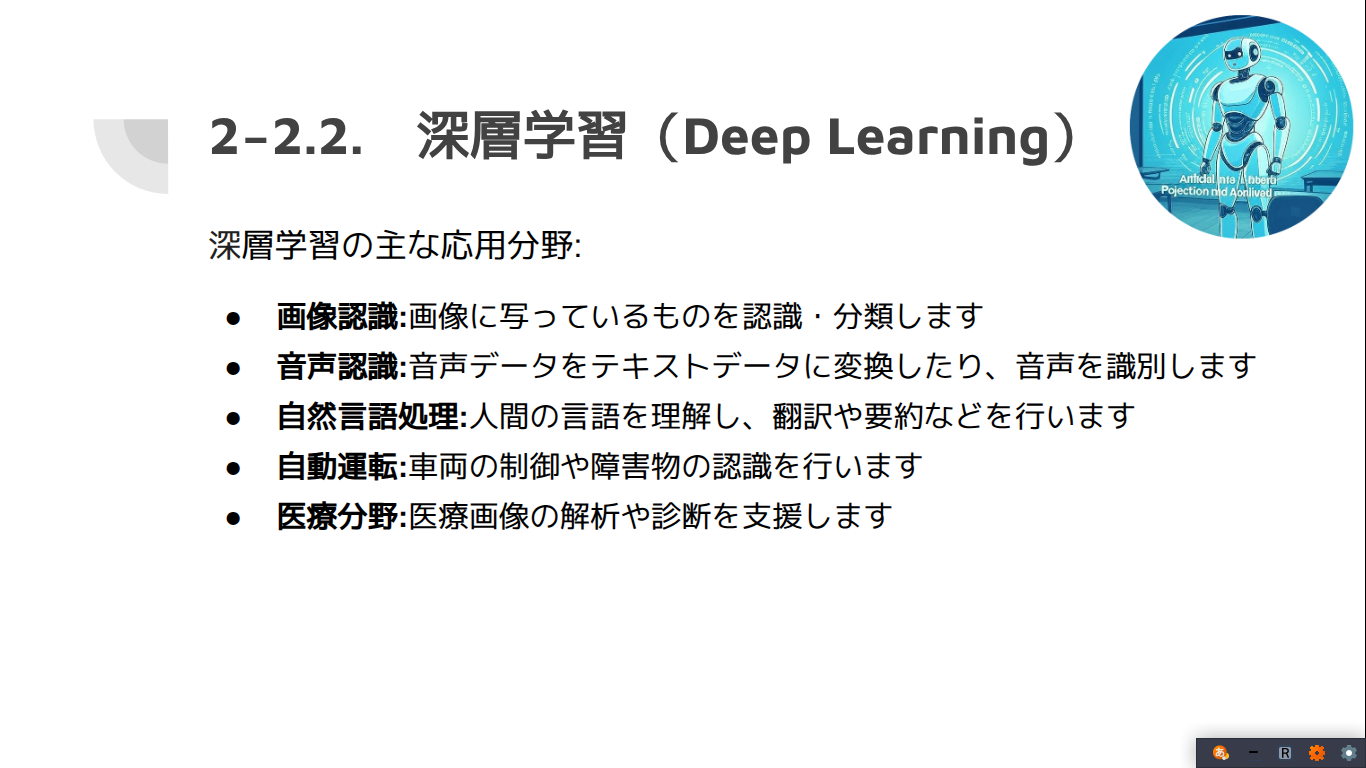 2–2.2. 深層学習（Deep Learning）
深層学習の主な応用分野:
● 画像認識:画像に写っているものを認識・分類します
● 音声認識:音声データをテキストデータに変換したり、音声を識別します
● 自然言語処理:人間の言語を理解し、翻訳や要約などを行います
● 自動運転:車両の制御や障害物の認識を行います
● 医療分野:医療画像の解析や診断を支援します
あ R